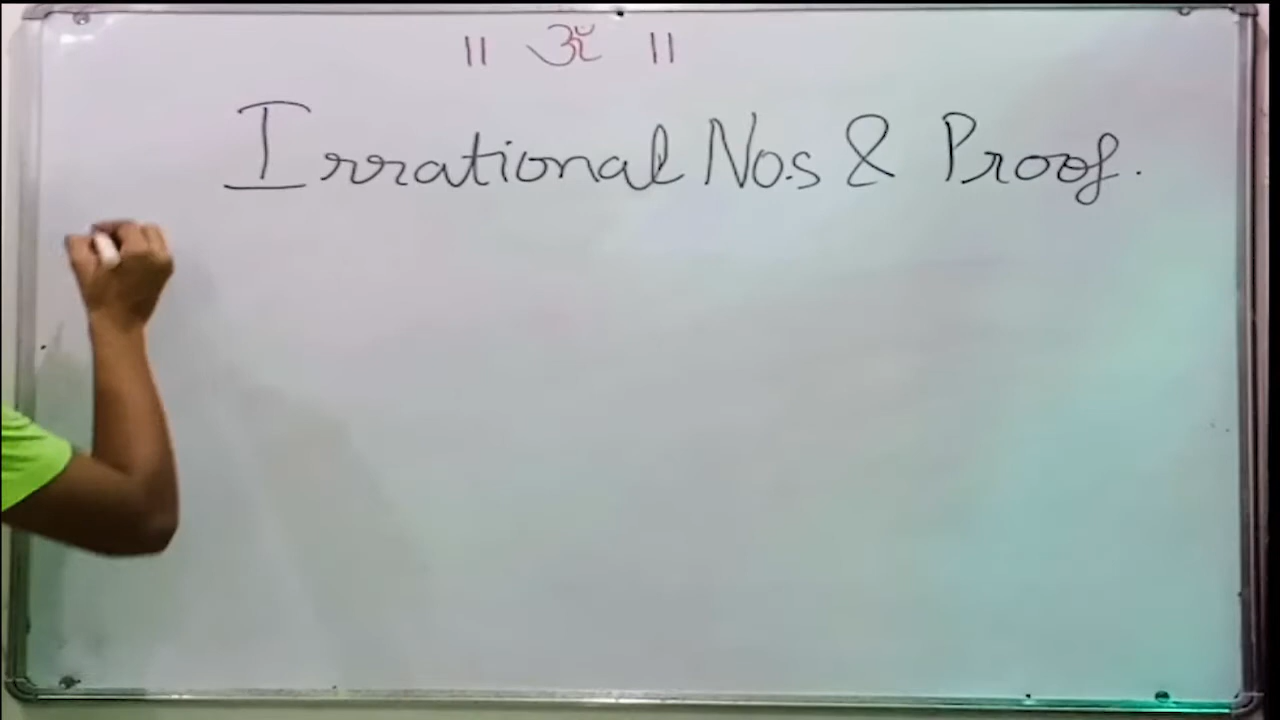 ॥ ॐ ॥
Irrational Nos & Proof.